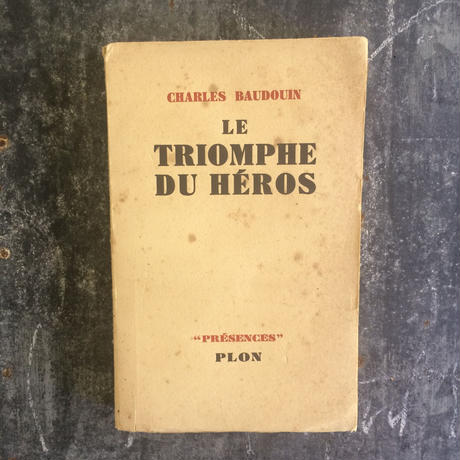 CHARLES BAUDOUIN
LE
TRIOMPHE
DU HÉROS
"PRÉSENCES"
PLON